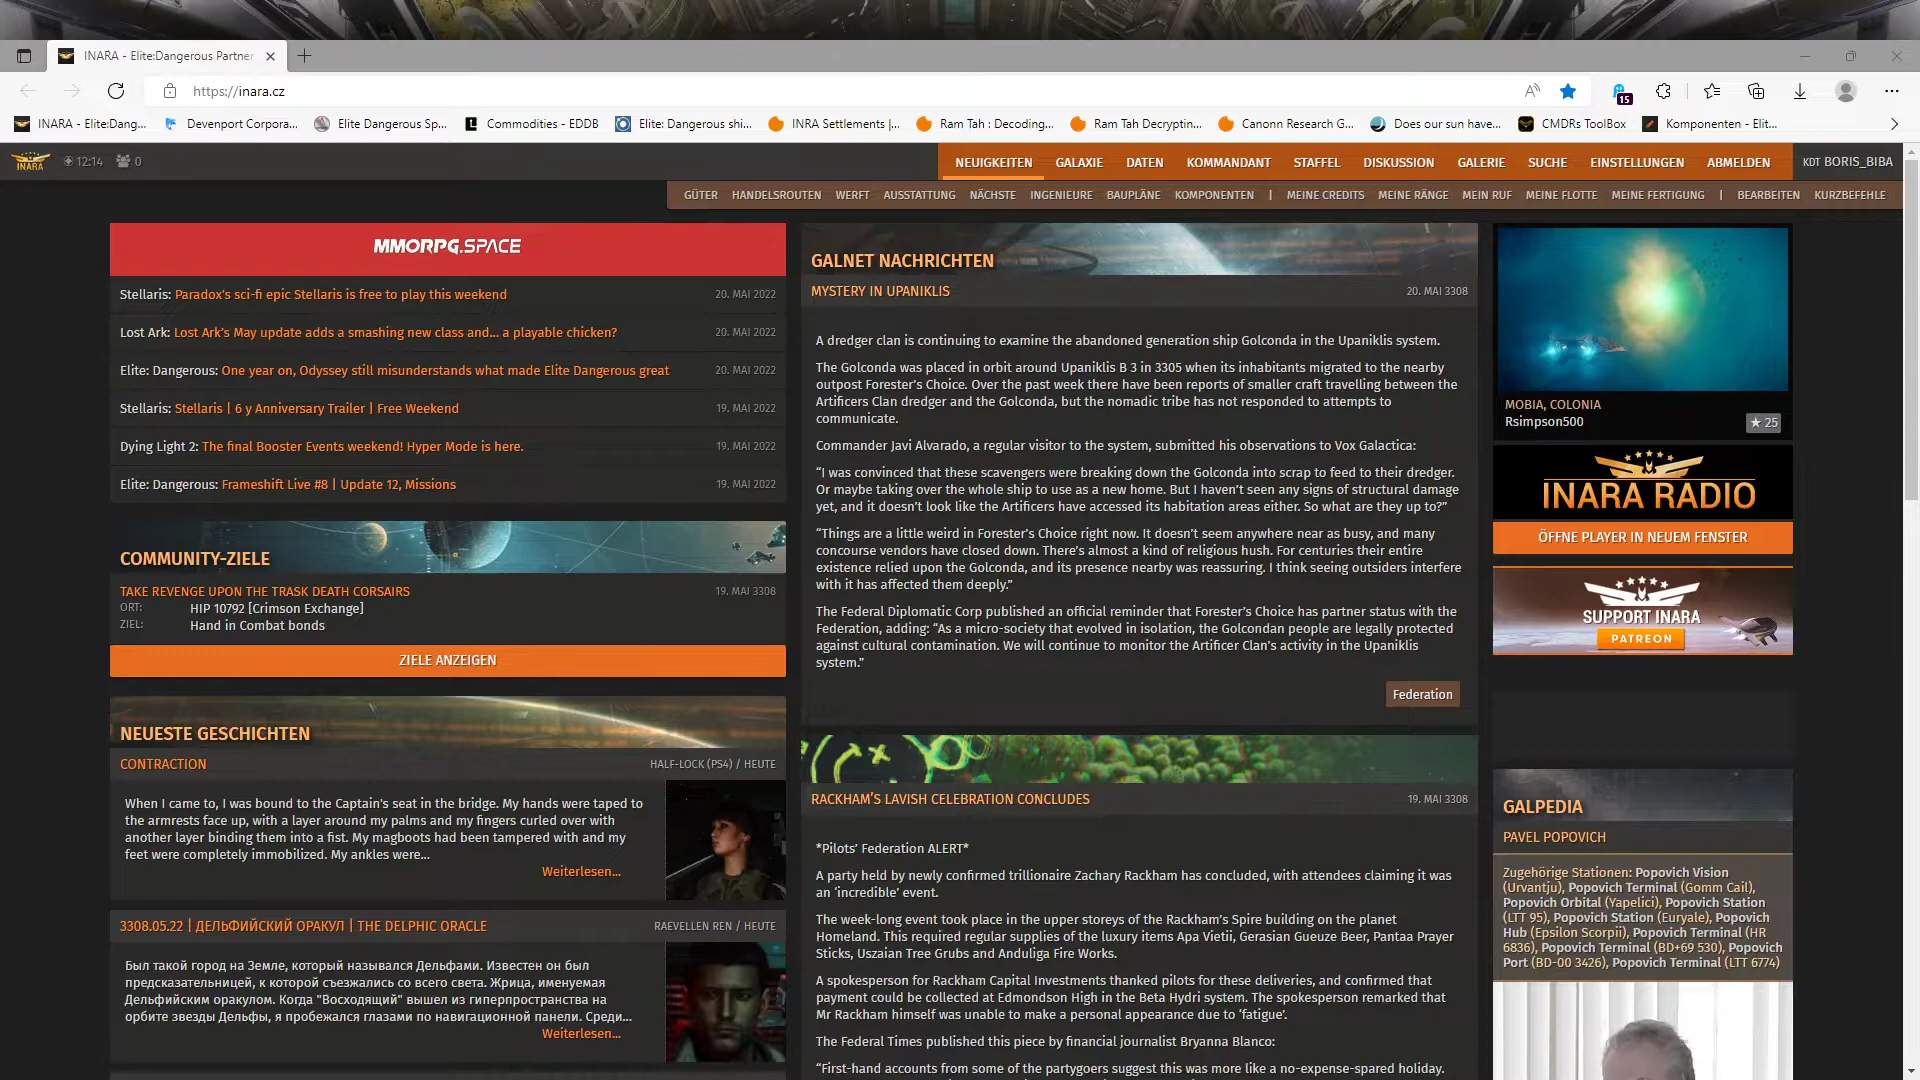 INARA - Elite:Dangerous Partner
https://inara.cz
15
INARA - Elite:Dang...
Devenport Corpora...
Elite Dangerous Sp...
Commodities - EDDB
Elite: Dangerous shi...
INRA Settlements |...
Ram Tah : Decoding...
Ram Tah Decryptin...
Canonn Research G...
Does our sun have...
CMDRs ToolBox
Komponenten - Elit...
INARA
12:14
0
NEUIGKEITEN
GALAXIE
DATEN
KOMMANDANT
STAFFEL
DISKUSSION
GALERIE
SUCHE
EINSTELLUNGEN
ABMELDEN
KDT BORIS_BIBA
GÜTER
HANDELSROUTEN
WERFT
AUSSTATTUNG
NÄCHSTE
INGENIEURE
BAUPLÄNE
KOMPONENTEN
|
MEINE CREDITS
MEINE RÄNGE
MEIN RUF
MEINE FLOTTE
MEINE FERTIGUNG
|
BEARBEITEN
KURZBEFEHLE
MMORPG.SPACE
Stellaris: Paradox's sci-fi epic Stellaris is free to play this weekend
20. MAI 2022
Lost Ark: Lost Ark's May update adds a smashing new class and... a playable chicken?
20. MAI 2022
Elite: Dangerous: One year on, Odyssey still misunderstands what made Elite Dangerous great
20. MAI 2022
Stellaris: Stellaris | 6 y Anniversary Trailer | Free Weekend
19. MAI 2022
Dying Light 2: The final Booster Events weekend! Hyper Mode is here.
19. MAI 2022
Elite: Dangerous: Frameshift Live #8 | Update 12, Missions
19. MAI 2022
COMMUNITY-ZIELE
TAKE REVENGE UPON THE TRASK DEATH CORSAIRS
19. MAI 3308
ORT: HIP 10792 [Crimson Exchange]
ZIEL: Hand in Combat bonds
ZIELE ANZEIGEN
NEUESTE GESCHICHTEN
CONTRACTION
HALF-LOCK (PS4) / HEUTE
When I came to, I was bound to the Captain's seat in the bridge. My hands were taped to
the armrests face up, with a layer around my palms and my fingers curled over with
another layer binding them into a fist. My magboots had been tampered with and my
feet were completely immobilized. My ankles were...
Weiterlesen...
3308.05.22 | ДЕЛЬФИЙСКИЙ ОРАКУЛ | THE DELPHIC ORACLE
RAEVELLEN REN / HEUTE
Был такой город на Земле, который назывался Дельфами. Известен он был
предсказательницей, к которой съезжались со всего света. Жрица, именуемая
Дельфийским оракулом. Когда "Восходящий" вышел из гиперпространства на
орбите звезды Дельфы, я пробежался глазами по навигационной панели. Среди...
Weiterlesen...
GALNET NACHRICHTEN
MYSTERY IN UPANIKLIS
20. MAI 3308
A dredger clan is continuing to examine the abandoned generation ship Golconda in the Upaniklis system.
The Golconda was placed in orbit around Upaniklis B 3 in 3305 when its inhabitants migrated to the nearby
outpost Forester's Choice. Over the past week there have been reports of smaller craft travelling between the
Artificers Clan dredger and the Golconda, but the nomadic tribe has not responded to attempts to
communicate.
Commander Javi Alvarado, a regular visitor to the system, submitted his observations to Vox Galactica:
“I was convinced that these scavengers were breaking down the Golconda into scrap to feed to their dredger.
Or maybe taking over the whole ship to use as a new home. But I haven't seen any signs of structural damage
yet, and it doesn't look like the Artificers have accessed its habitation areas either. So what are they up to?”
“Things are a little weird in Forester's Choice right now. It doesn't seem anywhere near as busy, and many
concourse vendors have closed down. There's almost a kind of religious hush. For centuries their entire
existence relied upon the Golconda, and its presence nearby was reassuring. I think seeing outsiders interfere
with it has affected them deeply.”
The Federal Diplomatic Corp published an official reminder that Forester's Choice has partner status with the
Federation, adding: “As a micro-society that evolved in isolation, the Golcondan people are legally protected
against cultural contamination. We will continue to monitor the Artificer Clan's activity in the Upaniklis
system.”
Federation
RACKHAM'S LAVISH CELEBRATION CONCLUDES
19. MAI 3308
*Pilots' Federation ALERT*
A party held by newly confirmed trillionaire Zachary Rackham has concluded, with attendees claiming it was
an 'incredible' event.
The week-long event took place in the upper storeys of the Rackham's Spire building on the planet
Homeland. This required regular supplies of the luxury items Apa Vietii, Gerasian Gueuze Beer, Pantaa Prayer
Sticks, Uszaian Tree Grubs and Anduliga Fire Works.
A spokesperson for Rackham Capital Investments thanked pilots for these deliveries, and confirmed that
payment could be collected at Edmondson High in the Beta Hydri system. The spokesperson remarked that
Mr Rackham himself was unable to make a personal appearance due to 'fatigue'.
The Federal Times published this piece by financial journalist Bryanna Blanco:
“First-hand accounts from some of the partygoers suggest this was more like a no-expense-spared holiday.
MOBIA, COLONIA
Rsimpson500
★ 25
INARA RADIO
ÖFFNE PLAYER IN NEUEM FENSTER
SUPPORT INARA
PATREON
GALPEDIA
PAVEL POPOVICH
Zugehörige Stationen: Popovich Vision
(Urvantju), Popovich Terminal (Gomm Cail),
Popovich Orbital (Yapelici), Popovich Station
(LTT 95), Popovich Station (Euryale), Popovich
Hub (Epsilon Scorpii), Popovich Terminal (HR
6836), Popovich Terminal (BD+69 530), Popovich
Port (BD-00 3426), Popovich Terminal (LTT 6774)